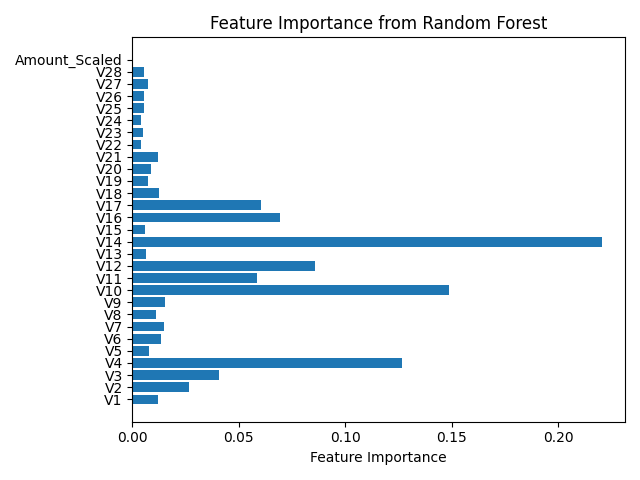 Feature Importance from Random Forest
Amount_Scaled
V28
V27
V26
V25
V24
V23
V22
V21
V20
V19
V18
V17
V16
V15
V14
V13
V12
V11
V10
V9
V8
V7
V6
V5
V4
V3
V2
V1
0.00 0.05 0.10 0.15 0.20
Feature Importance